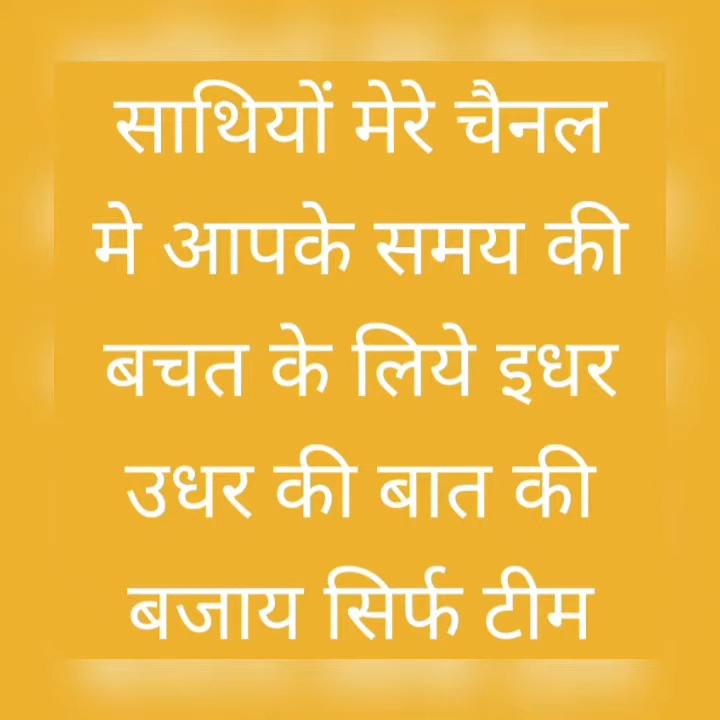 साथियों मेरे चैनल
मे आपके समय की
बचत के लिये इधर
उधर की बात की
बजाय सिर्फ टीम